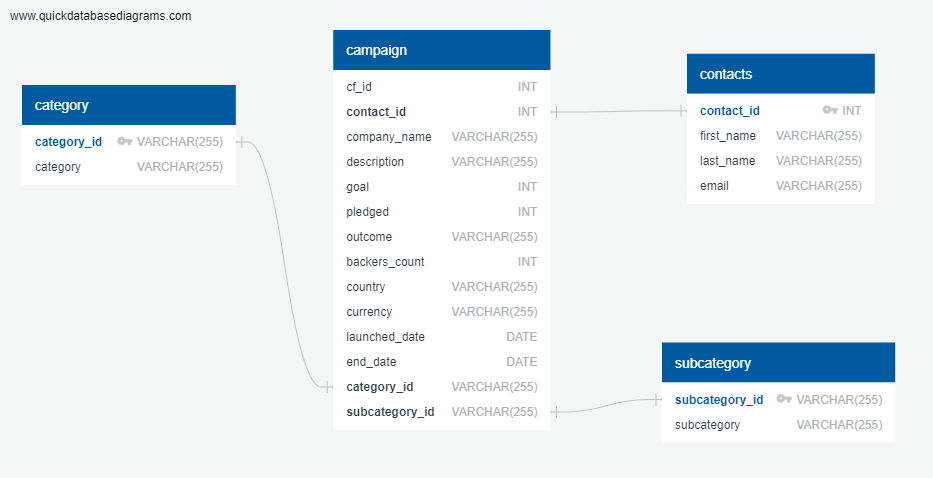 www.quickdatabasediagrams.com
category
category_id VARCHAR(255)
category VARCHAR(255)
campaign
cf_id INT
contact_id INT
company_name VARCHAR(255)
description VARCHAR(255)
goal INT
pledged INT
outcome VARCHAR(255)
backers_count INT
country VARCHAR(255)
currency VARCHAR(255)
launched_date DATE
end_date DATE
category_id VARCHAR(255)
subcategory_id VARCHAR(255)
contacts
contact_id INT
first_name VARCHAR(255)
last_name VARCHAR(255)
email VARCHAR(255)
subcategory
subcategory_id VARCHAR(255)
subcategory VARCHAR(255)